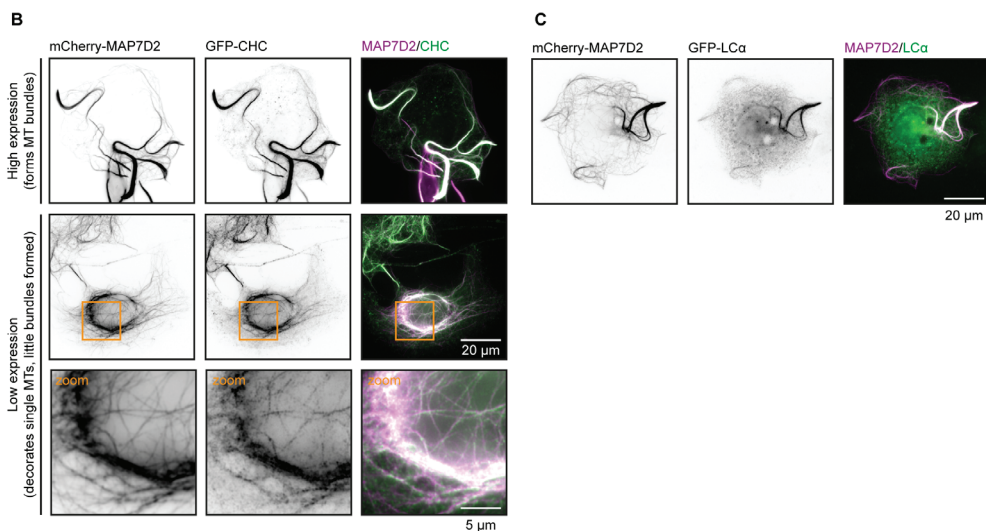 B
mCherry-MAP7D2
GFP-CHC
MAP7D2/CHC
High expression
(forms MT bundles)
Low expression
(decorates single MTs, little bundles formed)
20 µm
zoom
zoom
zoom
5 µm
C
mCherry-MAP7D2
GFP-LCα
MAP7D2/LCα
20 µm